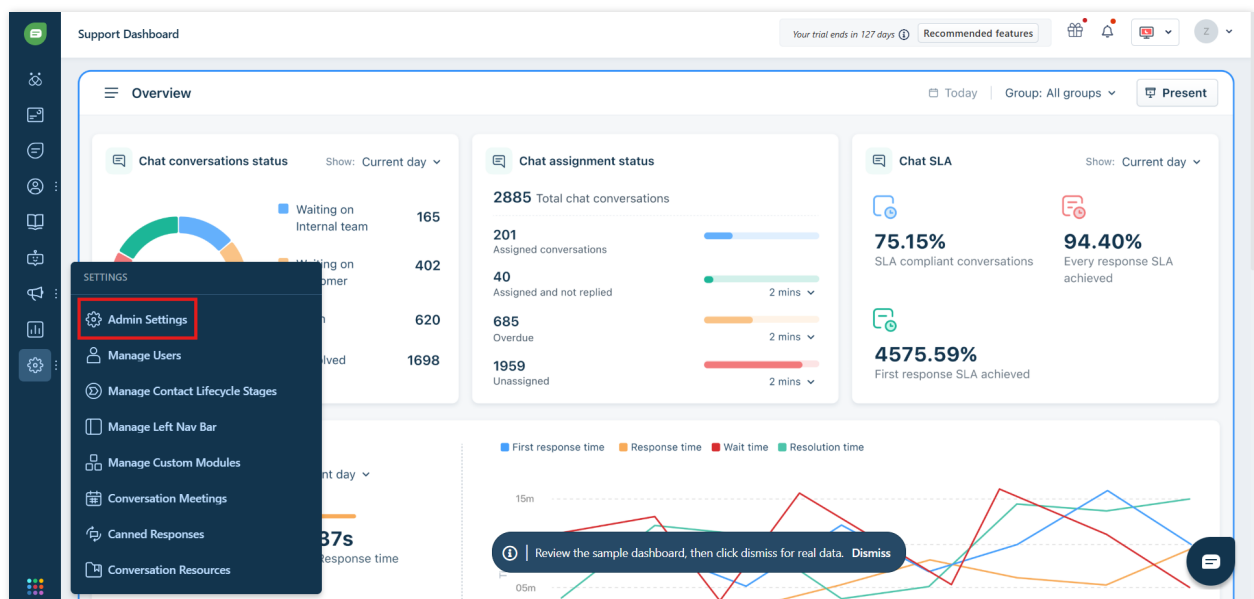 Support Dashboard
Your trial ends in 127 days
Recommended features
Z
Overview
Today
Group: All groups
Present
Chat conversations status
Show: Current day
Waiting on
Internal team
165
402
620
1698
Chat assignment status
2885 Total chat conversations
201
Assigned conversations
40
Assigned and not replied
2 mins
685
Overdue
2 mins
1959
Unassigned
2 mins
Chat SLA
Show: Current day
75.15%
SLA compliant conversations
94.40%
Every response SLA
achieved
4575.59%
First response SLA achieved
SETTINGS
Admin Settings
Manage Users
Manage Contact Lifecycle Stages
Manage Left Nav Bar
Manage Custom Modules
Conversation Meetings
Canned Responses
Conversation Resources
day
37s
Response time
First response time
Response time
Wait time
Resolution time
15m
05m
Review the sample dashboard, then click dismiss for real data. Dismiss